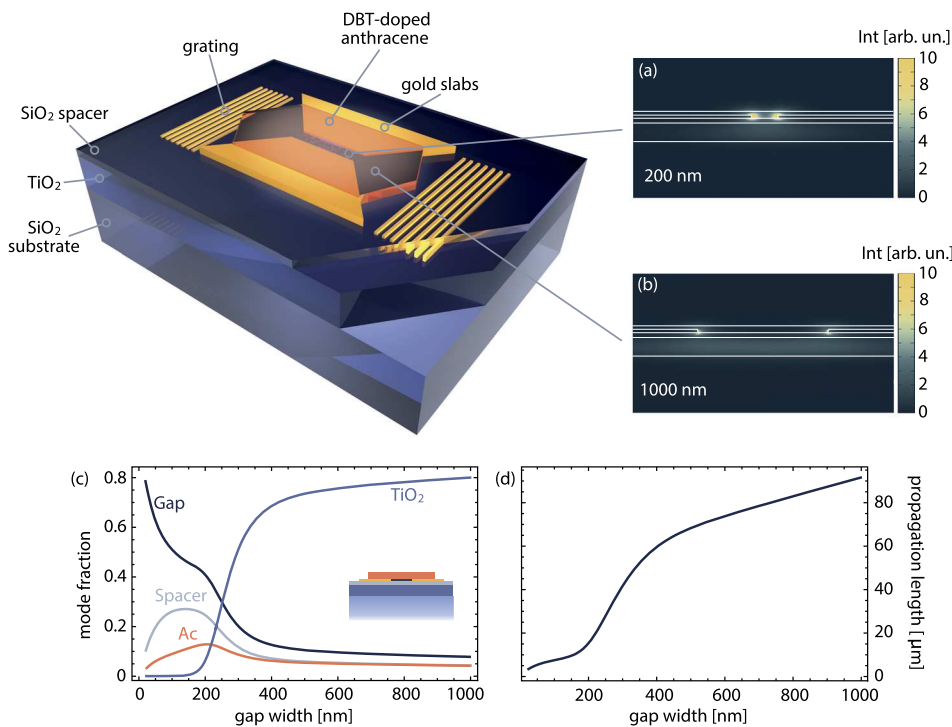 DBT-doped
anthracene
grating
gold slabs
SiO₂ spacer
TiO₂
SiO₂
substrate
Int [arb. un.]
(a)
200 nm
10
8
6
4
2
0
Int [arb. un.]
(b)
1000 nm
10
8
6
4
2
0
(c)
mode fraction
0.8
0.6
0.4
0.2
0
Gap
Spacer
Ac
TiO₂
0 200 400 600 800 1000
gap width [nm]
(d)
80
60
40
20
0
propagation length [µm]
200 400 600 800 1000
gap width [nm]